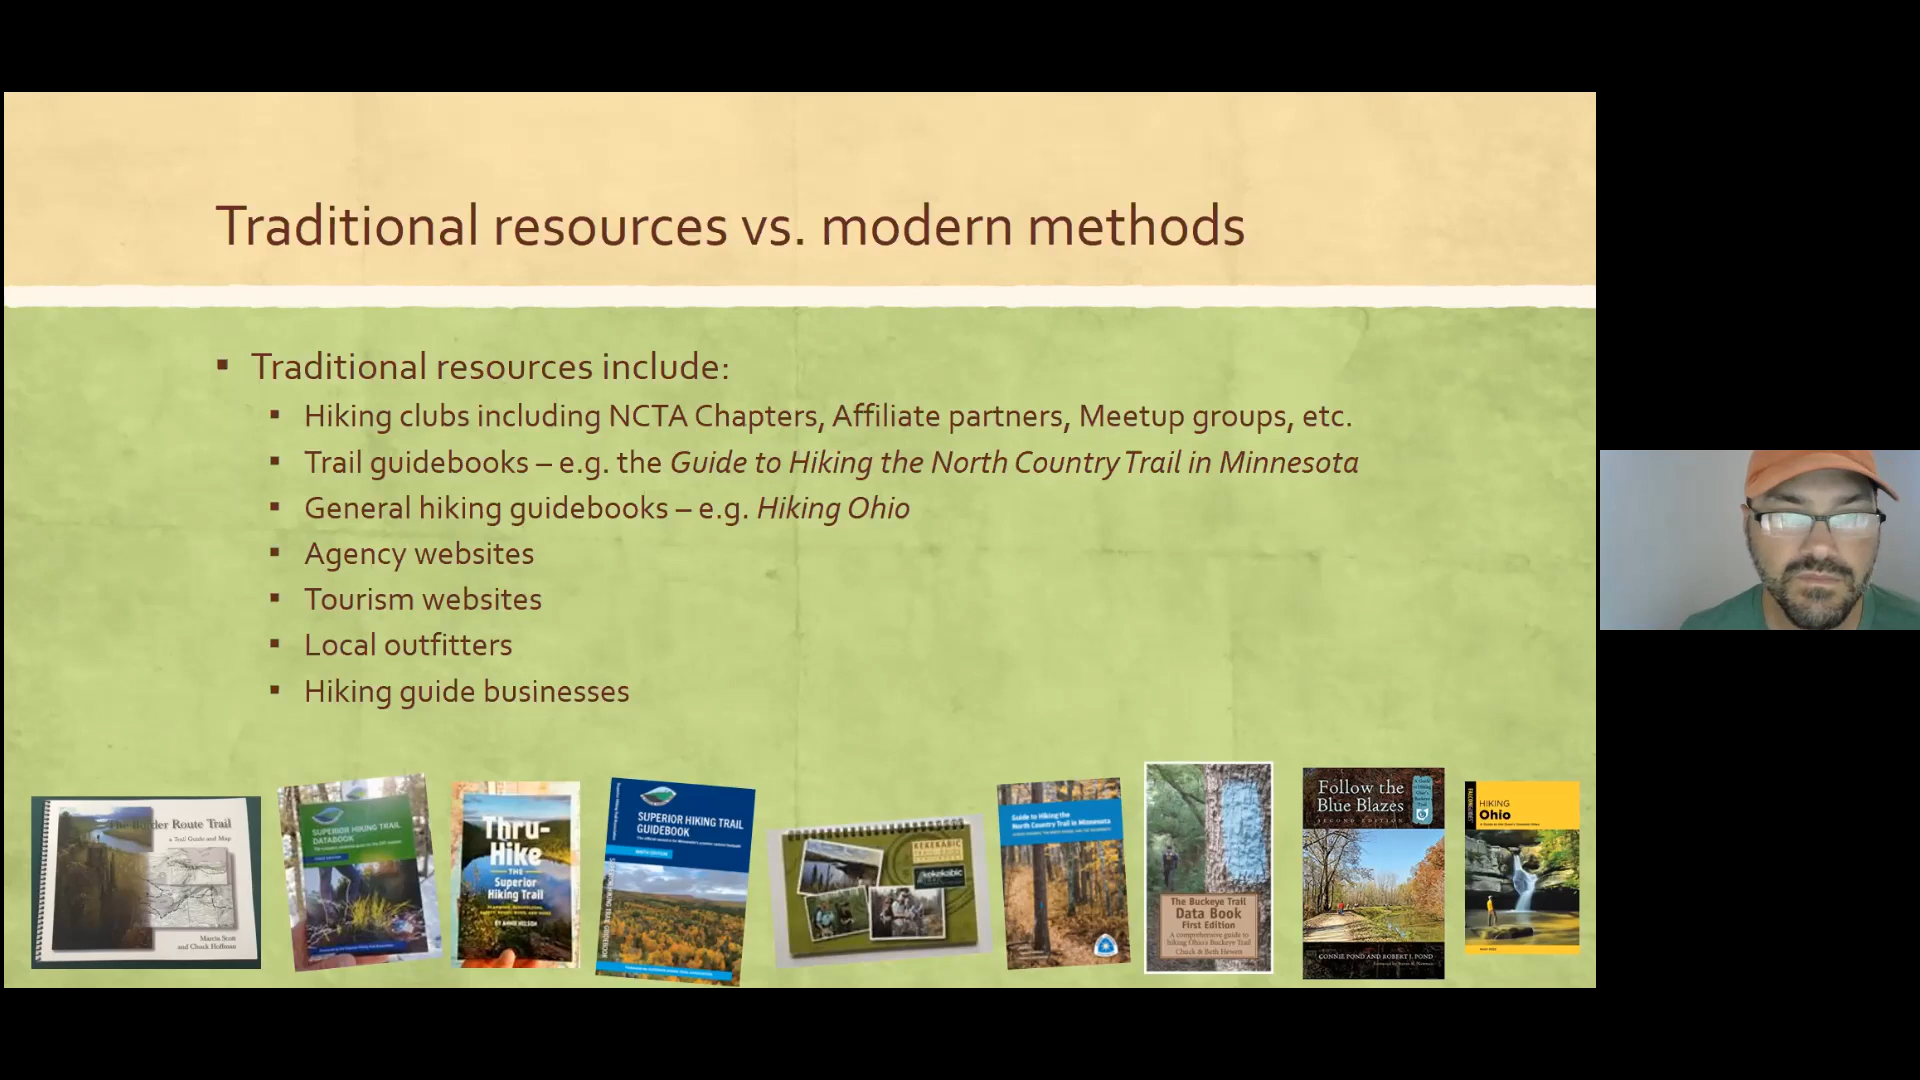 Traditional resources vs. modern methods
▪ Traditional resources include:
▪ Hiking clubs including NCTA Chapters, Affiliate partners, Meetup groups, etc.
▪ Trail guidebooks – e.g. the Guide to Hiking the North Country Trail in Minnesota
▪ General hiking guidebooks – e.g. Hiking Ohio
▪ Agency websites
▪ Tourism websites
▪ Local outfitters
▪ Hiking guide businesses
The Border Route Trail
a Trail Guide and Map
Marcia Scott
and Chuck Hoffman
SUPERIOR HIKING TRAIL
DATABOOK
Thru-
Hike
THE
Superior
Hiking Trail
BY ANNIE NELSON
SUPERIOR HIKING TRAIL
GUIDEBOOK
KEKEKABIC
TRAIL GUIDE
kekekabic
Guide to Hiking the
North Country Trail in Minnesota
The Buckeye Trail
Data Book
First Edition
A comprehensive guide to
hiking Ohio's Buckeye Trail
Chuck & Beth Hewett
Follow the
Blue Blazes
SECOND EDITION
CONNIE POND AND ROBERT J. POND
FALCONGUIDES
HIKING
Ohio